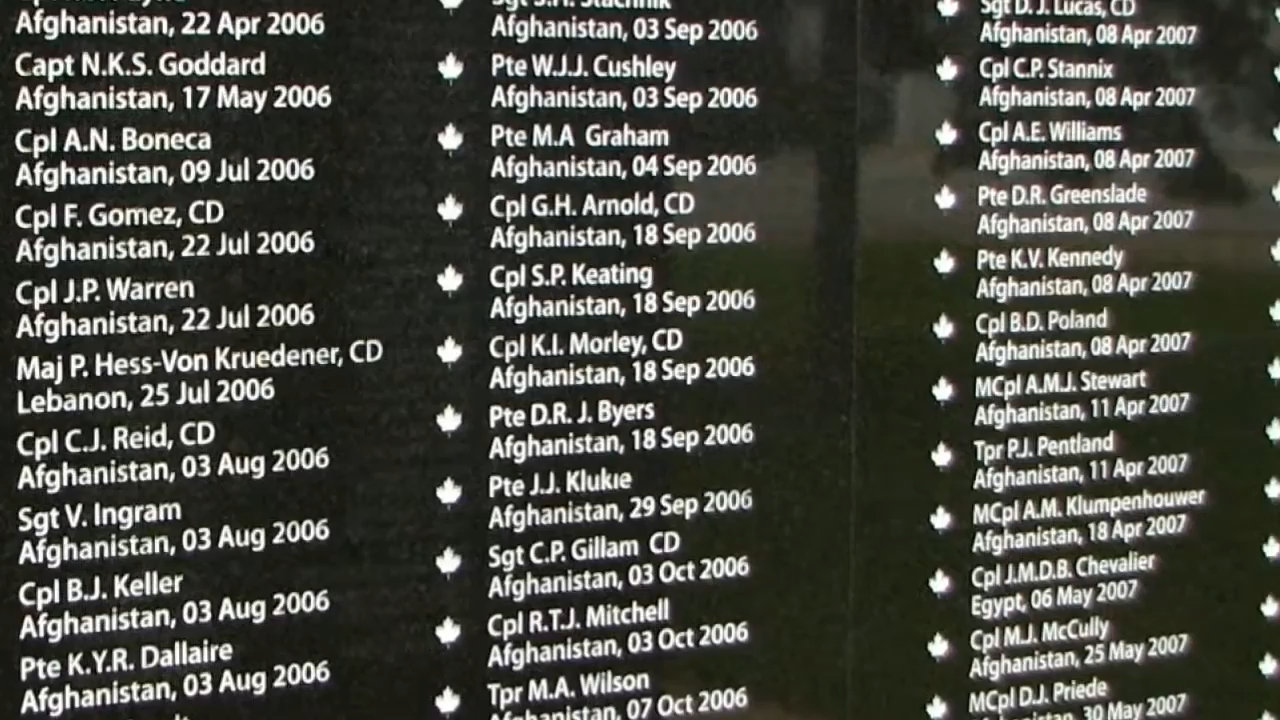 Afghanistan, 22 Apr 2006
Capt N.K.S. Goddard
Afghanistan, 17 May 2006
Cpl A.N. Boneca
Afghanistan, 09 Jul 2006
Cpl F. Gomez, CD
Afghanistan, 22 Jul 2006
Cpl J.P. Warren
Afghanistan, 22 Jul 2006
Maj P. Hess-Von Kruedener, CD
Lebanon, 25 Jul 2006
Cpl C.J. Reid, CD
Afghanistan, 03 Aug 2006
Sgt V. Ingram
Afghanistan, 03 Aug 2006
Cpl B.J. Keller
Afghanistan, 03 Aug 2006
Pte K.Y.R. Dallaire
Afghanistan, 03 Aug 2006
Afghanistan, 03 Sep 2006
Pte W.J.J. Cushley
Afghanistan, 03 Sep 2006
Pte M.A Graham
Afghanistan, 04 Sep 2006
Cpl G.H. Arnold, CD
Afghanistan, 18 Sep 2006
Cpl S.P. Keating
Afghanistan, 18 Sep 2006
Cpl K.I. Morley, CD
Afghanistan, 18 Sep 2006
Pte D.R. J. Byers
Afghanistan, 18 Sep 2006
Pte J.J. Klukie
Afghanistan, 29 Sep 2006
Sgt C.P. Gillam CD
Afghanistan, 03 Oct 2006
Cpl R.T.J. Mitchell
Afghanistan, 03 Oct 2006
Tpr M.A. Wilson
Afghanistan, 07 Oct 2006
Sgt D. J. Lucas, CD
Afghanistan, 08 Apr 2007
Cpl C.P. Stannix
Afghanistan, 08 Apr 2007
Cpl A.E. Williams
Afghanistan, 08 Apr 2007
Pte D.R. Greenslade
Afghanistan, 08 Apr 2007
Pte K.V. Kennedy
Afghanistan, 08 Apr 2007
Cpl B.D. Poland
Afghanistan, 08 Apr 2007
MCpl A.M.J. Stewart
Afghanistan, 11 Apr 2007
Tpr P.J. Pentland
Afghanistan, 11 Apr 2007
MCpl A.M. Klumpenhouwer
Afghanistan, 18 Apr 2007
Cpl J.M.D.B. Chevalier
Egypt, 06 May 2007
Cpl M.J. McCully
Afghanistan, 25 May 2007
MCpl D.J. Priede
Afghanistan, 30 May 2007